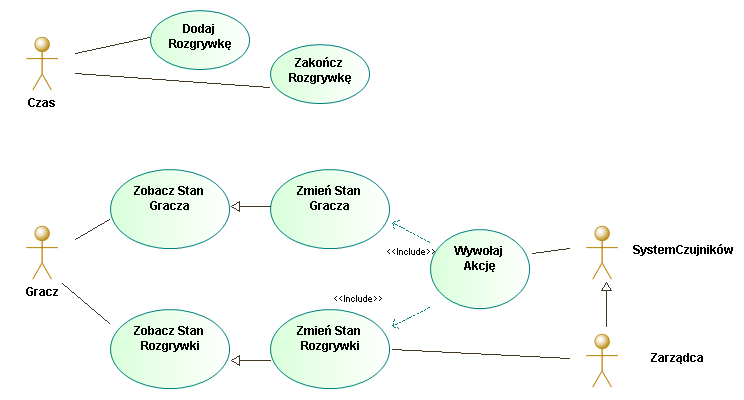 Dodaj
Rozgrywkę
Zakończ
Rozgrywkę
Czas
Zobacz Stan
Gracza
Zmień Stan
Gracza
<<Include>>
Wywołaj
Akcję
SystemCzujników
Gracz
<<Include>>
Zobacz Stan
Rozgrywki
Zmień Stan
Rozgrywki
Zarządca